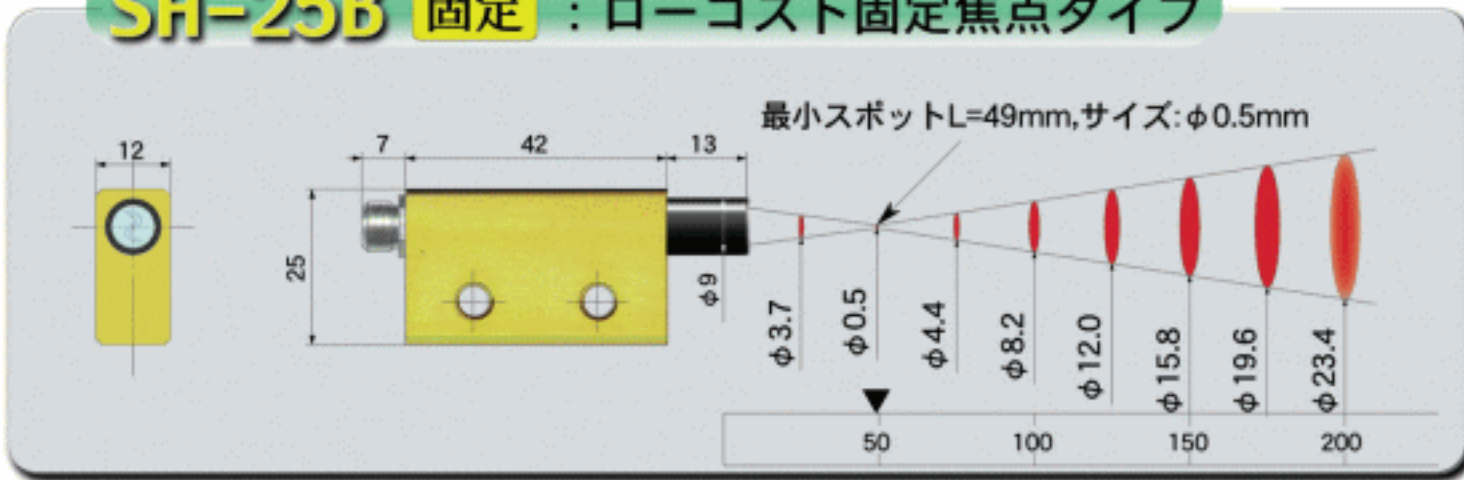 SH-25B 固定 : ローコスト固定焦点タイプ
最小スポットL=49mm,サイズ:φ0.5mm
12
7 42 13
25
φ9
φ3.7 φ0.5 φ4.4 φ8.2 φ12.0 φ15.8 φ19.6 φ23.4
50 100 150 200